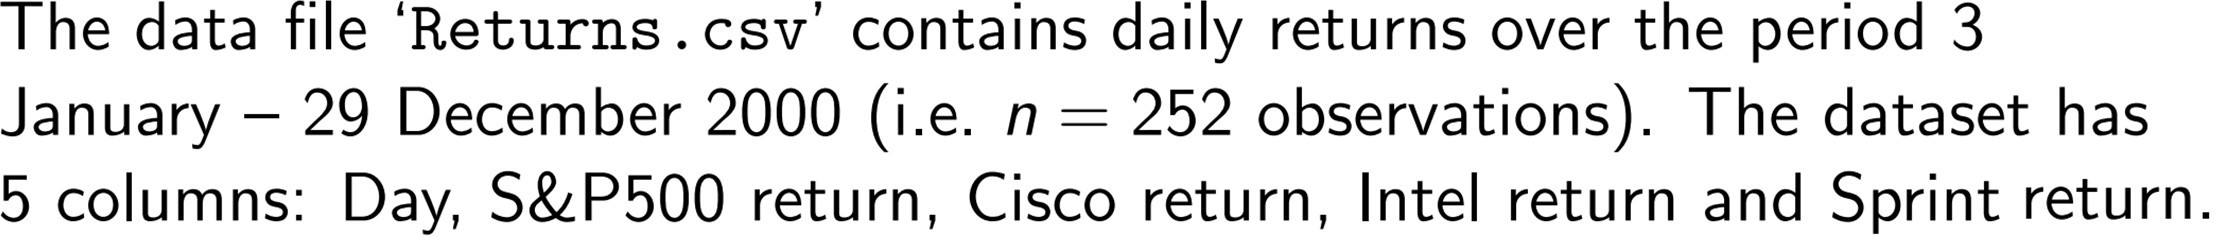 The data file ‘Returns.csv’ contains daily returns over the period 3
January – 29 December 2000 (i.e. n = 252 observations). The dataset has
5 columns: Day, S&P500 return, Cisco return, Intel return and Sprint return.